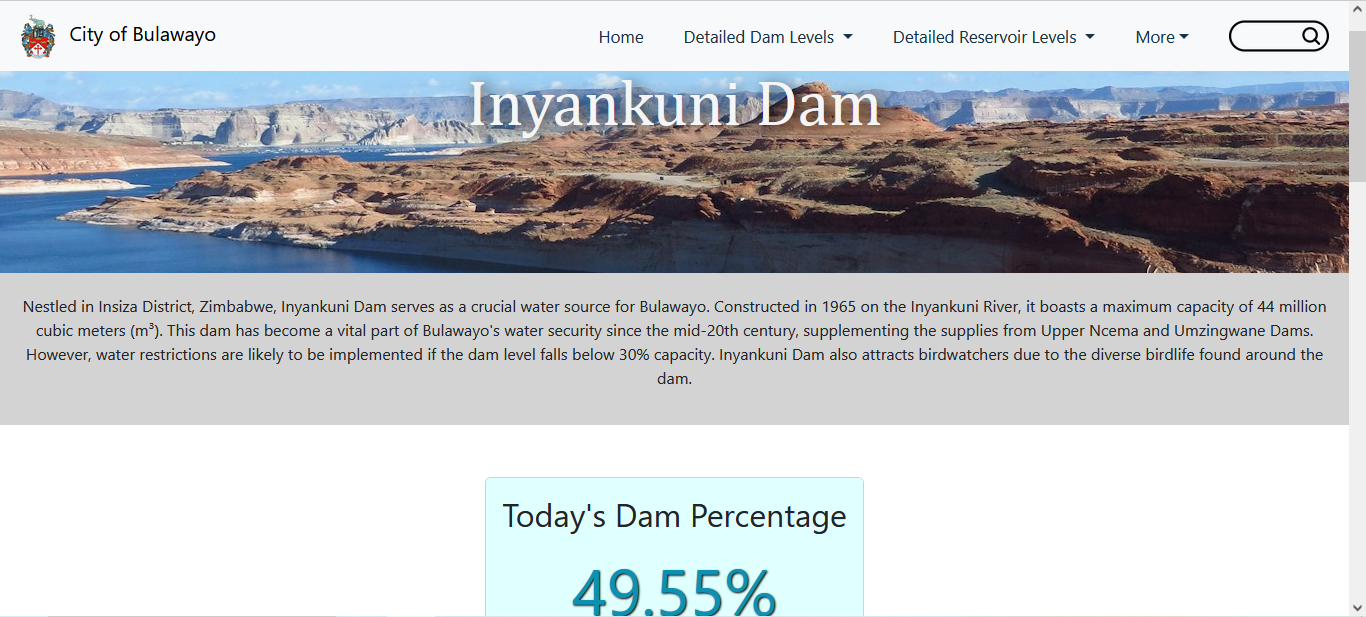 City of Bulawayo
Home
Detailed Dam Levels
Detailed Reservoir Levels
More
Inyankuni Dam
Nestled in Insiza District, Zimbabwe, Inyankuni Dam serves as a crucial water source for Bulawayo. Constructed in 1965 on the Inyankuni River, it boasts a maximum capacity of 44 million
cubic meters (m³). This dam has become a vital part of Bulawayo's water security since the mid-20th century, supplementing the supplies from Upper Ncema and Umzingwane Dams.
However, water restrictions are likely to be implemented if the dam level falls below 30% capacity. Inyankuni Dam also attracts birdwatchers due to the diverse birdlife found around the
dam.
Today's Dam Percentage
49.55%